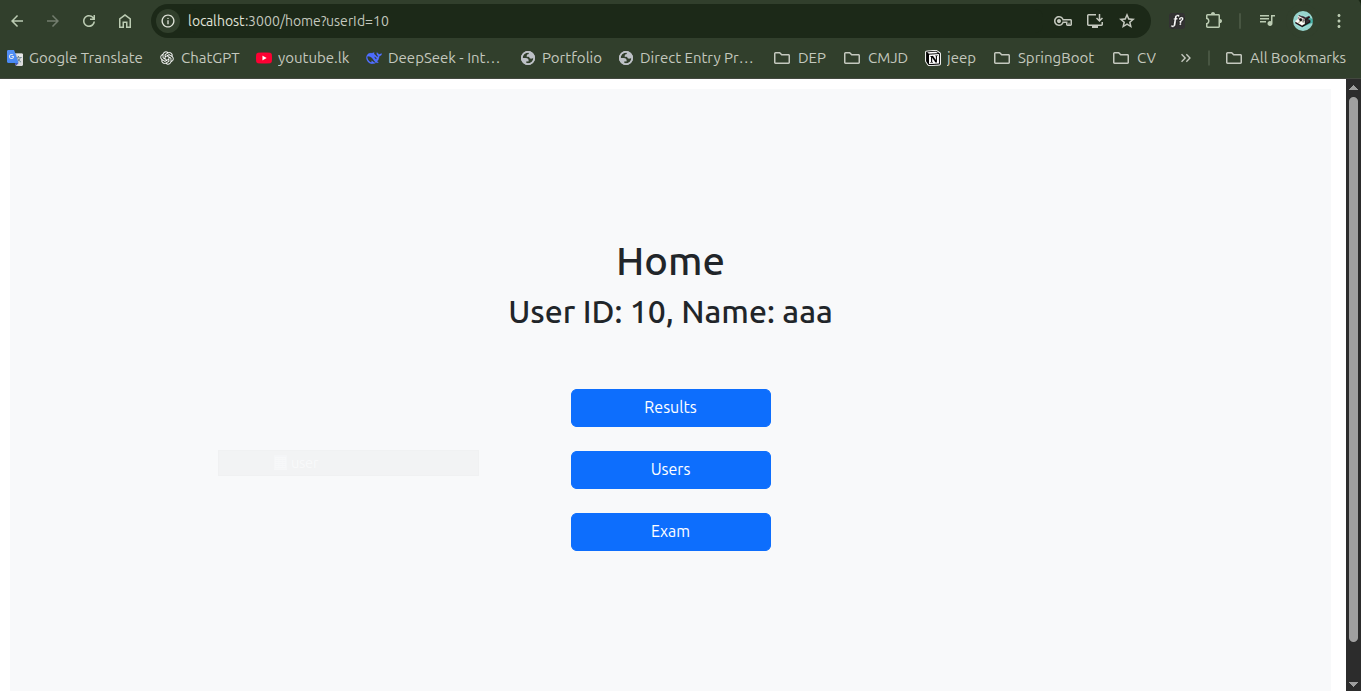 localhost:3000/home?userId=10
Google Translate ChatGPT youtube.lk DeepSeek - Int... Portfolio Direct Entry Pr... DEP CMJD jeep SpringBoot CV » All Bookmarks
Home
User ID: 10, Name: aaa
Results
Users
Exam